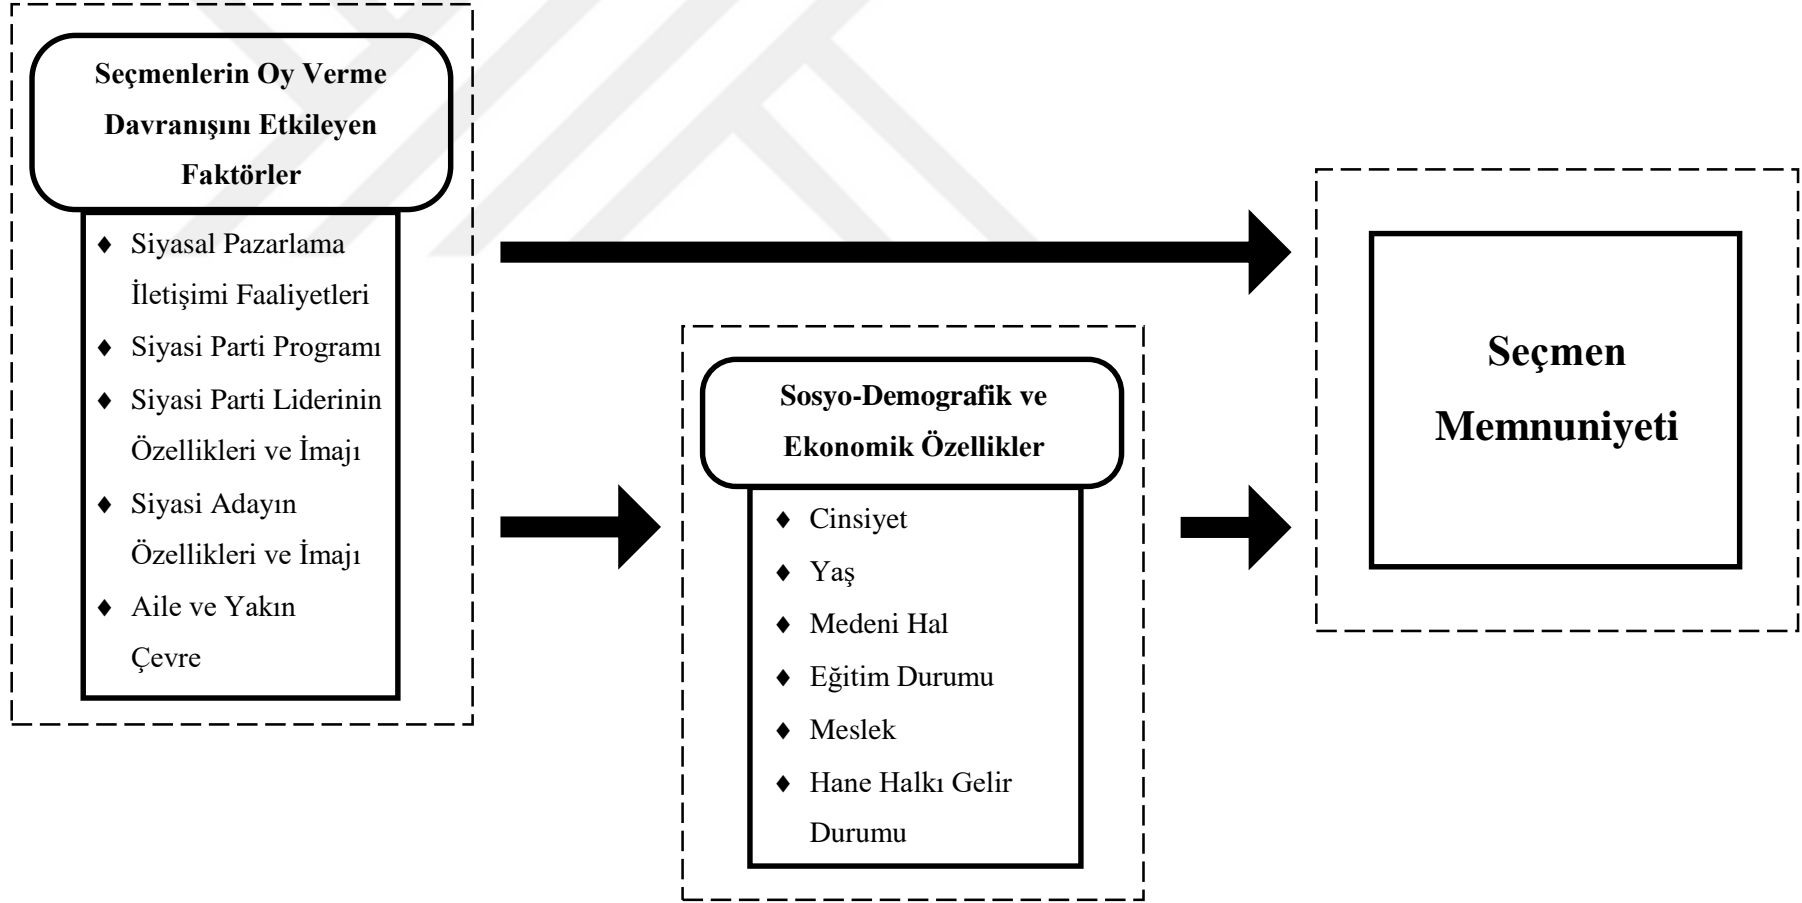 Seçmenlerin Oy Verme
Davranışını Etkileyen
Faktörler
♦ Siyasal Pazarlama
İletişimi Faaliyetleri
♦ Siyasi Parti Programı
♦ Siyasi Parti Liderinin
Özellikleri ve İmajı
♦ Siyasi Adayın
Özellikleri ve İmajı
♦ Aile ve Yakın
Çevre
Sosyo-Demografik ve
Ekonomik Özellikler
♦ Cinsiyet
♦ Yaş
♦ Medeni Hal
♦ Eğitim Durumu
♦ Meslek
♦ Hane Halkı Gelir
Durumu
Seçmen
Memnuniyeti